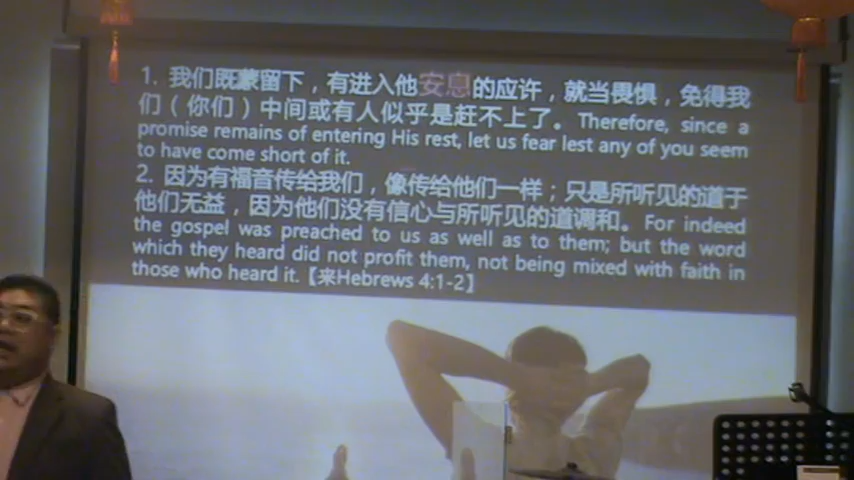 1. 我们既蒙留下，有进入他安息的应许，就当畏惧，免得我
们（你们）中间或有人似乎是赶不上了。Therefore, since a
promise remains of entering His rest, let us fear lest any of you seem
to have come short of it.
2. 因为有福音传给我们，像传给他们一样；只是所听见的道于
他们无益，因为他们没有信心与所听见的道调和。For indeed
the gospel was preached to us as well as to them; but the word
which they heard did not profit them, not being mixed with faith in
those who heard it.【来Hebrews 4:1-2】